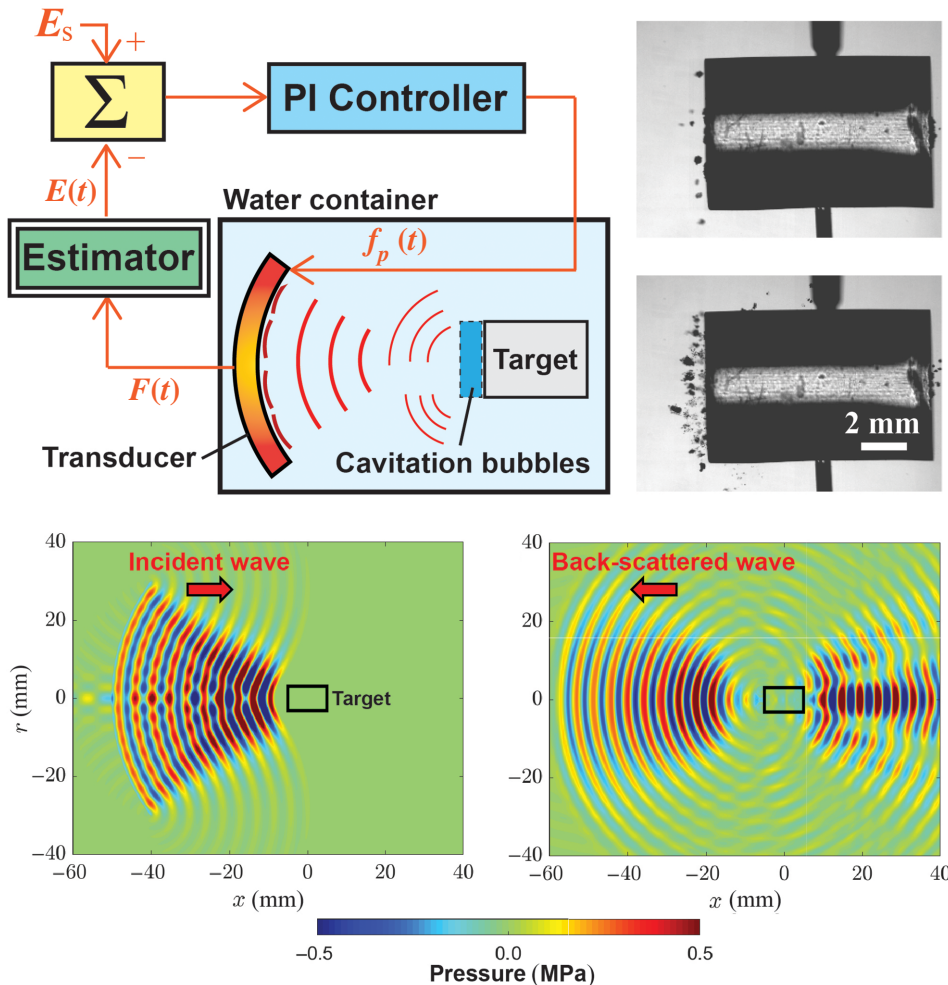 E_s
+
Σ
PI Controller
−
E(t)
Water container
f_p (t)
Estimator
Target
F(t)
Transducer
Cavitation bubbles
2 mm
40
20
0
−20
−40
r (mm)
Incident wave
Target
−60
−40
−20
0
20
40
x (mm)
40
20
0
−20
−40
Back-scattered wave
−60
−40
−20
0
20
40
x (mm)
−0.5
0.0
0.5
Pressure (MPa)